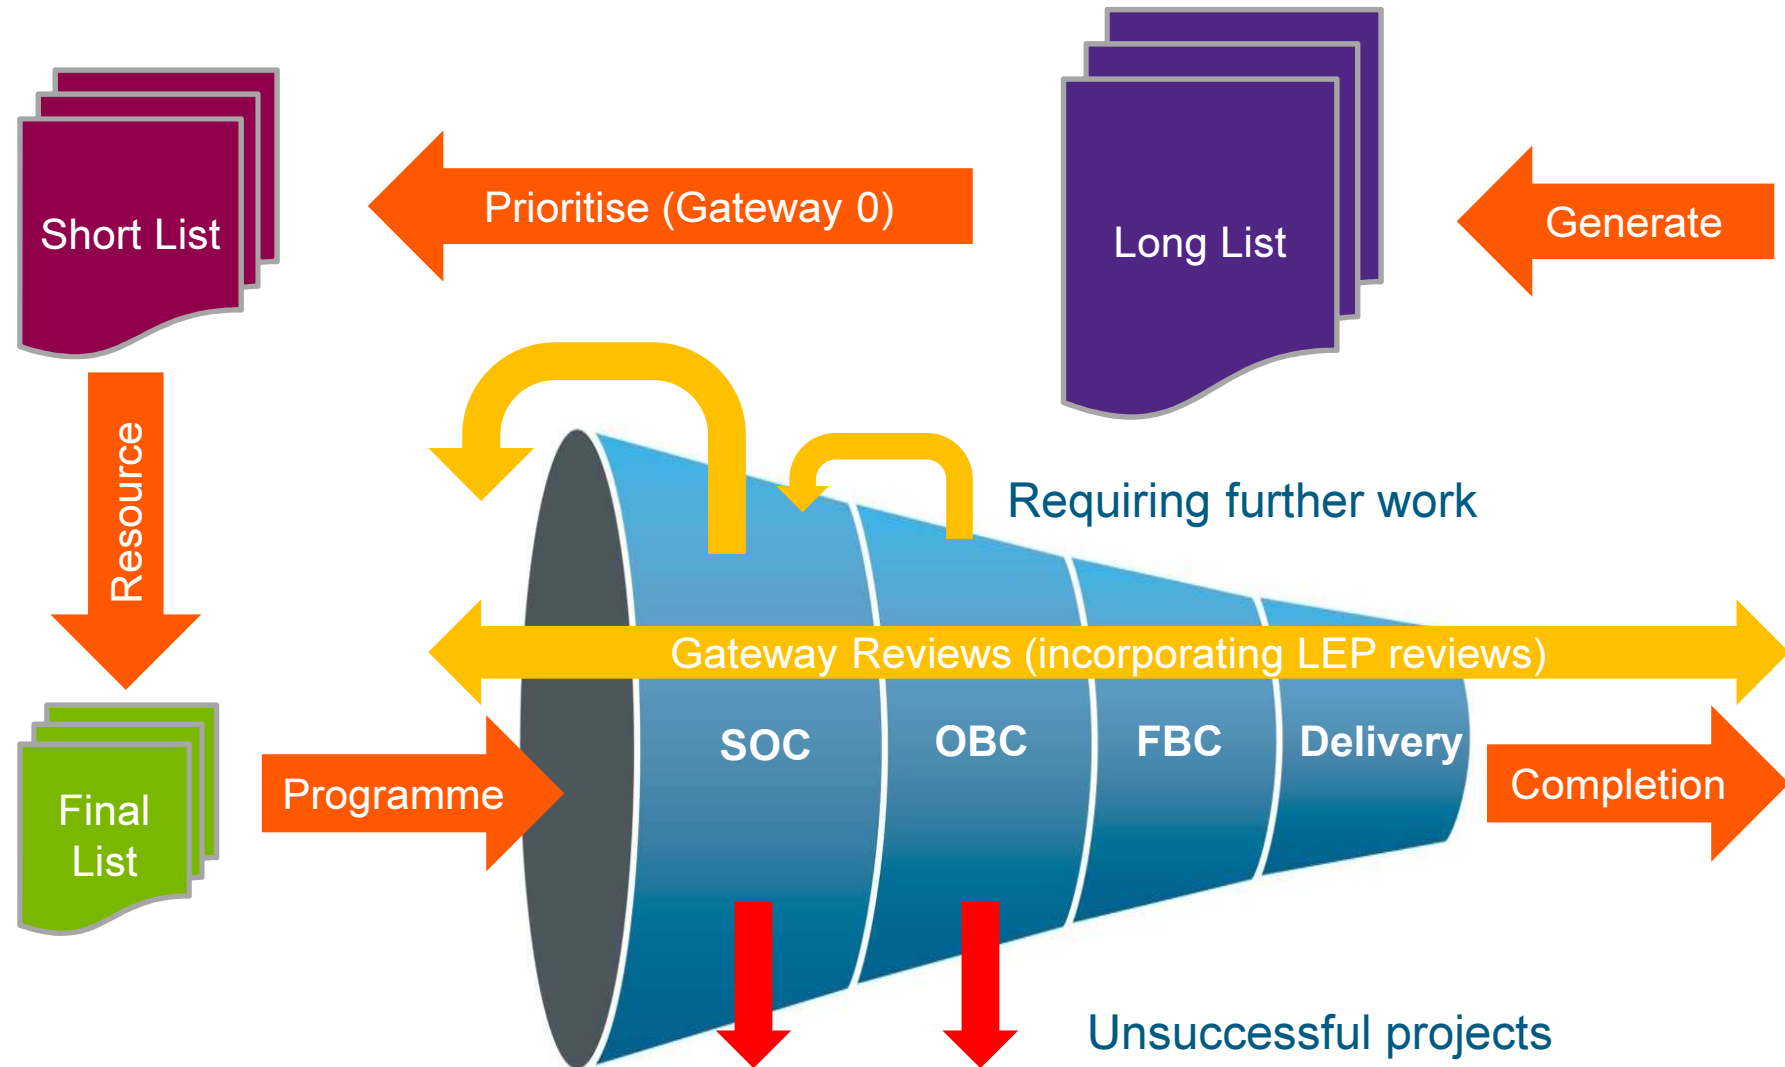 Short List
Prioritise (Gateway 0)
Long List
Generate
Resource
Requiring further work
Gateway Reviews (incorporating LEP reviews)
Final
List
Programme
SOC
OBC
FBC
Delivery
Completion
Unsuccessful projects